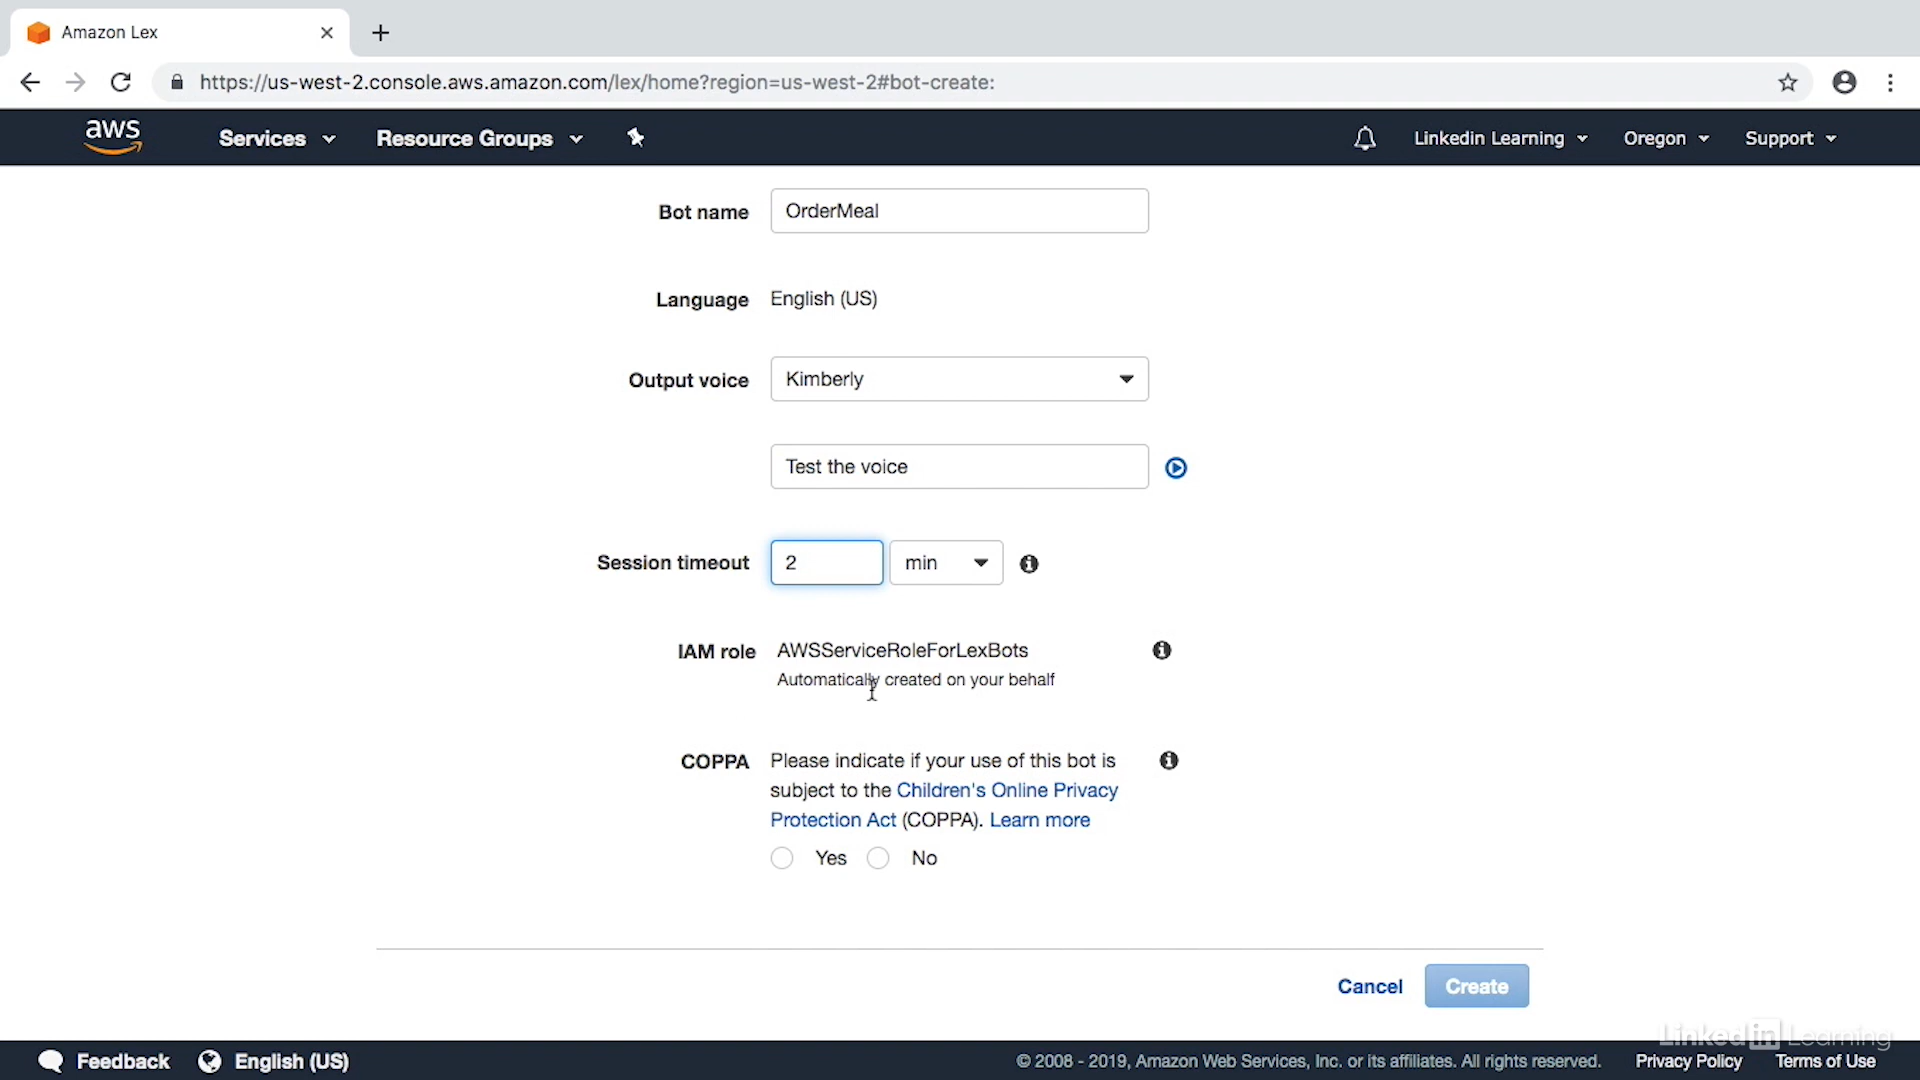 Amazon Lex
https://us-west-2.console.aws.amazon.com/lex/home?region=us-west-2#bot-create:
aws Services Resource Groups Linkedin Learning Oregon Support
Bot name OrderMeal
Language English (US)
Output voice Kimberly
Test the voice
Session timeout 2 min
IAM role AWSServiceRoleForLexBots
Automatically created on your behalf
COPPA Please indicate if your use of this bot is
subject to the Children's Online Privacy
Protection Act (COPPA). Learn more
Yes No
Cancel Create
Linked in Learning
Feedback English (US) © 2008 - 2019, Amazon Web Services, Inc. or its affiliates. All rights reserved. Privacy Policy Terms of Use